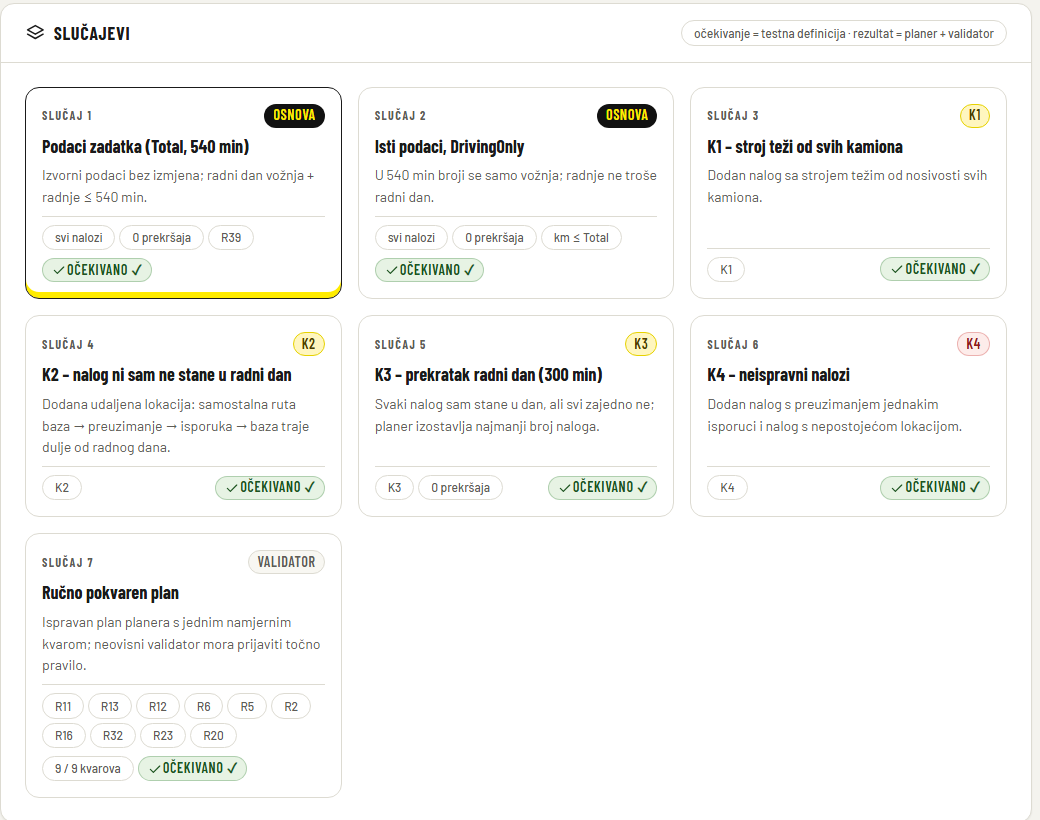 SLUČAJEVI
očekivanje = testna definicija · rezultat = planer + validator
SLUČAJ 1
OSNOVA
Podaci zadatka (Total, 540 min)
Izvorni podaci bez izmjena; radni dan vožnja +
radnje ≤ 540 min.
svi nalozi
0 prekršaja
R39
✓ OČEKIVANO ✓
SLUČAJ 2
OSNOVA
Isti podaci, DrivingOnly
U 540 min broji se samo vožnja; radnje ne troše
radni dan.
svi nalozi
0 prekršaja
km ≤ Total
✓ OČEKIVANO ✓
SLUČAJ 3
K1
K1 – stroj teži od svih kamiona
Dodan nalog sa strojem težim od nosivosti svih
kamiona.
K1
✓ OČEKIVANO ✓
SLUČAJ 4
K2
K2 – nalog ni sam ne stane u radni dan
Dodana udaljena lokacija: samostalna ruta
baza → preuzimanje → isporuka → baza traje
dulje od radnog dana.
K2
✓ OČEKIVANO ✓
SLUČAJ 5
K3
K3 – prekratak radni dan (300 min)
Svaki nalog sam stane u dan, ali svi zajedno ne;
planer izostavlja najmanji broj naloga.
K3
0 prekršaja
✓ OČEKIVANO ✓
SLUČAJ 6
K4
K4 – neispravni nalozi
Dodan nalog s preuzimanjem jednakim
isporuci i nalog s nepostojećom lokacijom.
K4
✓ OČEKIVANO ✓
SLUČAJ 7
VALIDATOR
Ručno pokvaren plan
Ispravan plan planera s jednim namjernim
kvarom; neovisni validator mora prijaviti točno
pravilo.
R11 R13 R12 R6 R5 R2
R16 R32 R23 R20
9 / 9 kvarova
✓ OČEKIVANO ✓